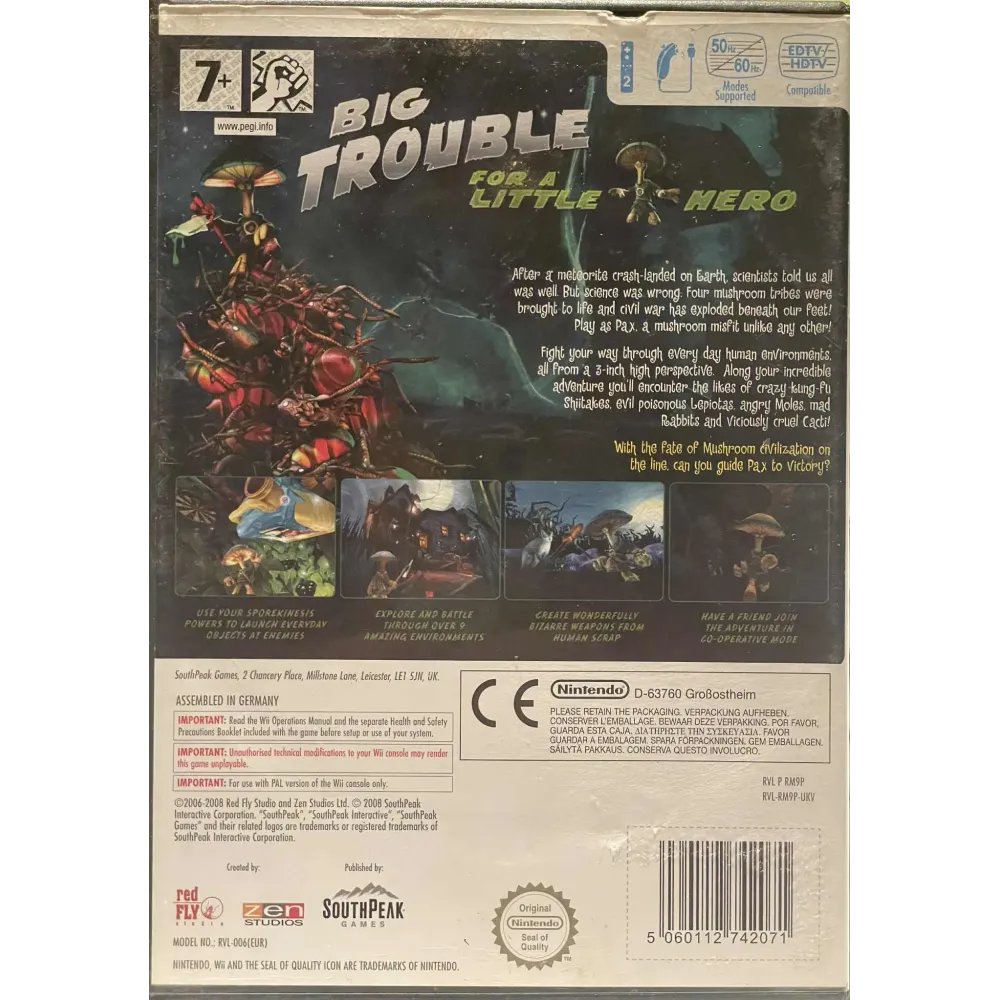 7+
TM
TM
www.pegi.info
2
50Hz
60Hz
Modes
Supported
EDTV/
HDTV
Compatible
BIG
TROUBLE
FOR A
LITTLE HERO
After a meteorite crash-landed on Earth, scientists told us all
was well. But science was wrong. Four mushroom tribes were
brought to life and civil war has exploded beneath our feet!
Play as Pax, a mushroom misfit unlike any other!
Fight your way through every day human environments,
all from a 3-inch high perspective. Along your incredible
adventure you'll encounter the likes of crazy kung-fu
Shiitakes, evil poisonous Lepiotas, angry Moles, mad
Rabbits and viciously cruel Cacti!
With the fate of Mushroom civilization on
the line, can you guide Pax to victory?
USE YOUR SPOREKINESIS
POWERS TO LAUNCH EVERYDAY
OBJECTS AT ENEMIES
EXPLORE AND BATTLE
THROUGH OVER 9
AMAZING ENVIRONMENTS
CREATE WONDERFULLY
BIZARRE WEAPONS FROM
HUMAN SCRAP
HAVE A FRIEND JOIN
THE ADVENTURE IN
CO-OPERATIVE MODE
SouthPeak Games, 2 Chancery Place, Millstone Lane, Leicester, LE1 5JN, UK.
ASSEMBLED IN GERMANY
IMPORTANT: Read the Wii Operations Manual and the separate Health and Safety
Precautions Booklet included with the game before setup or use of your system.
IMPORTANT: Unauthorised technical modifications to your Wii console may render
this game unplayable.
IMPORTANT: For use with PAL version of the Wii console only.
©2006-2008 Red Fly Studio and Zen Studios Ltd. © 2008 SouthPeak
Interactive Corporation, "SouthPeak", "SouthPeak Interactive", "SouthPeak
Games" and their related logos are trademarks or registered trademarks of
SouthPeak Interactive Corporation.
CE
Nintendo D-63760 Großostheim
PLEASE RETAIN THE PACKAGING. VERPACKUNG AUFHEBEN.
CONSERVER L'EMBALLAGE. BEWAAR DEZE VERPAKKING. POR FAVOR,
GUARDA ESTA CAJA. ΔΙΑΤΗΡΗΣΤΕ ΤΗΝ ΣΥΣΚΕΥΑΣΙΑ. FAVOR
GUARDAR A EMBALAGEM. SPARA FÖRPACKNINGEN. GEM EMBALLAGEN.
SÄILYTÄ PAKKAUS. CONSERVA QUESTO INVOLUCRO.
RVL P RM9P
RVL-RM9P-UKV
Created by:
Published by:
red
FLY
studio
zen
STUDIOS
SOUTHPEAK
GAMES
Original
Nintendo
Seal of
Quality
5 060112 742071
MODEL NO.: RVL-006(EUR)
NINTENDO, Wii AND THE SEAL OF QUALITY ICON ARE TRADEMARKS OF NINTENDO.